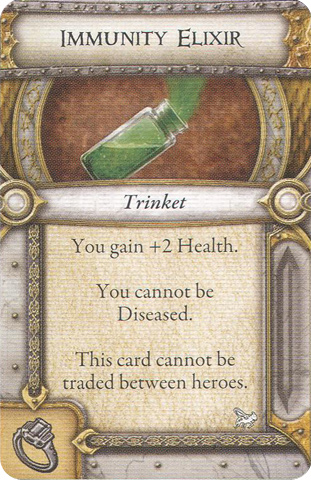 Immunity Elixir
Trinket
You gain +2 Health.
You cannot be
Diseased.
This card cannot be
traded between heroes.